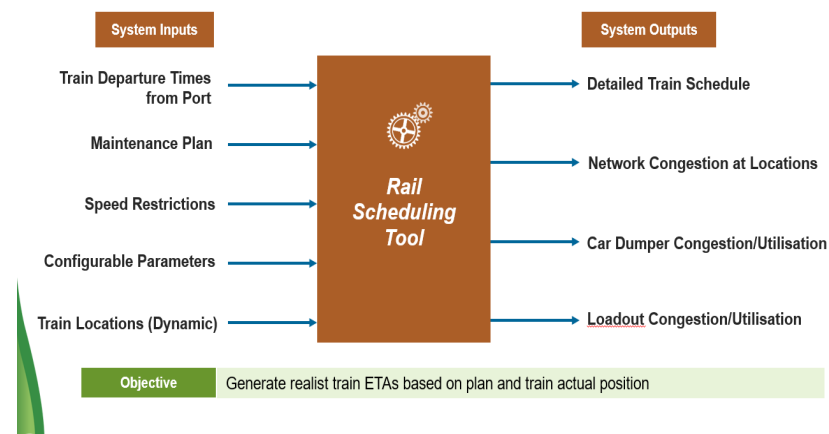 System Inputs
System Outputs
Train Departure Times
from Port
Maintenance Plan
Speed Restrictions
Configurable Parameters
Train Locations (Dynamic)
Rail
Scheduling
Tool
Detailed Train Schedule
Network Congestion at Locations
Car Dumper Congestion/Utilisation
Loadout Congestion/Utilisation
Objective
Generate realist train ETAs based on plan and train actual position